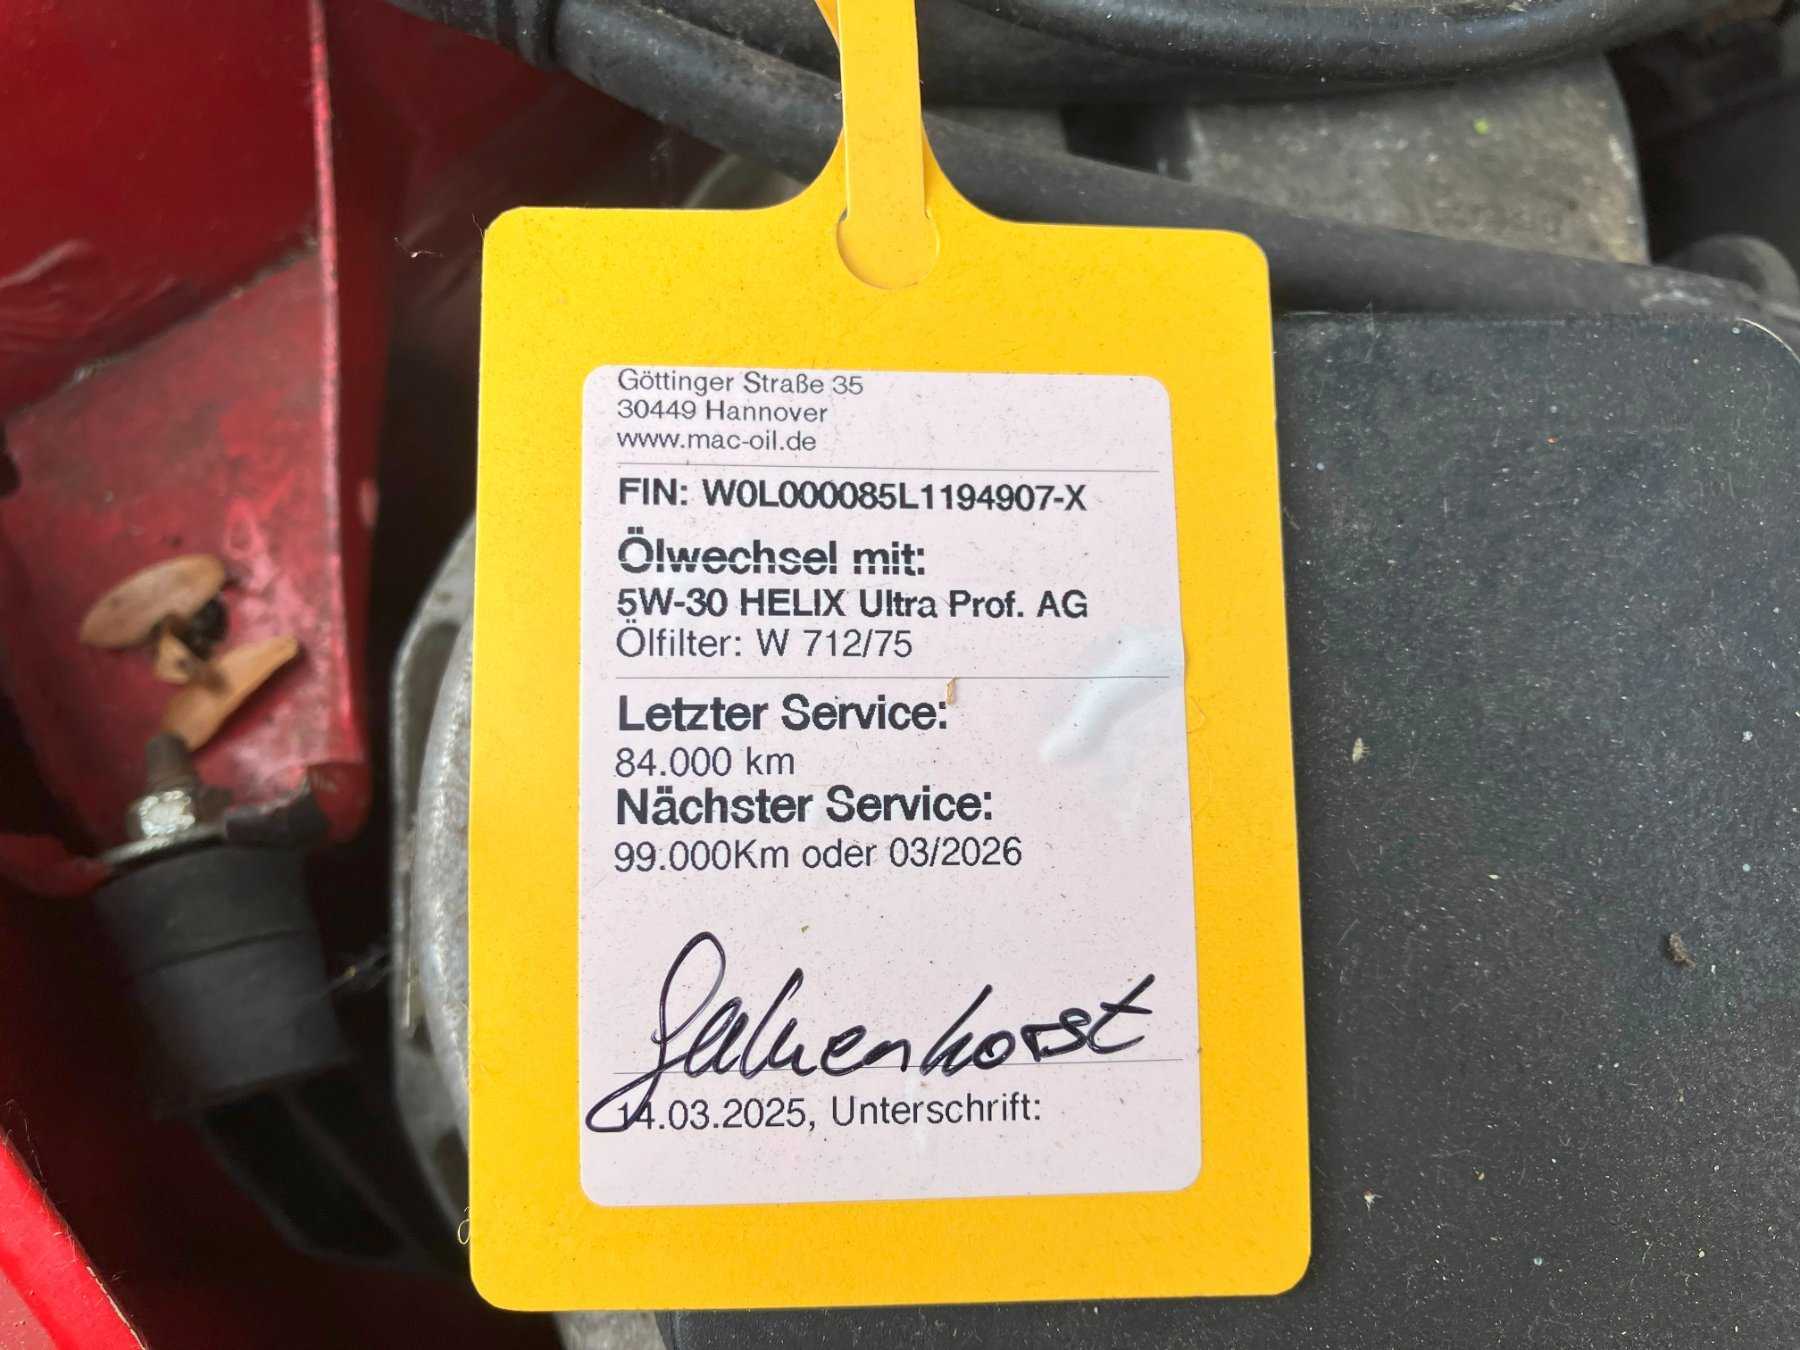 Göttinger Straße 35
30449 Hannover
www.mac-oil.de
FIN: W0L000085L1194907-X
Ölwechsel mit:
5W-30 HELIX Ultra Prof. AG
Ölfilter: W 712/75
Letzter Service:
84.000 km
Nächster Service:
99.000Km oder 03/2026
14.03.2025, Unterschrift: